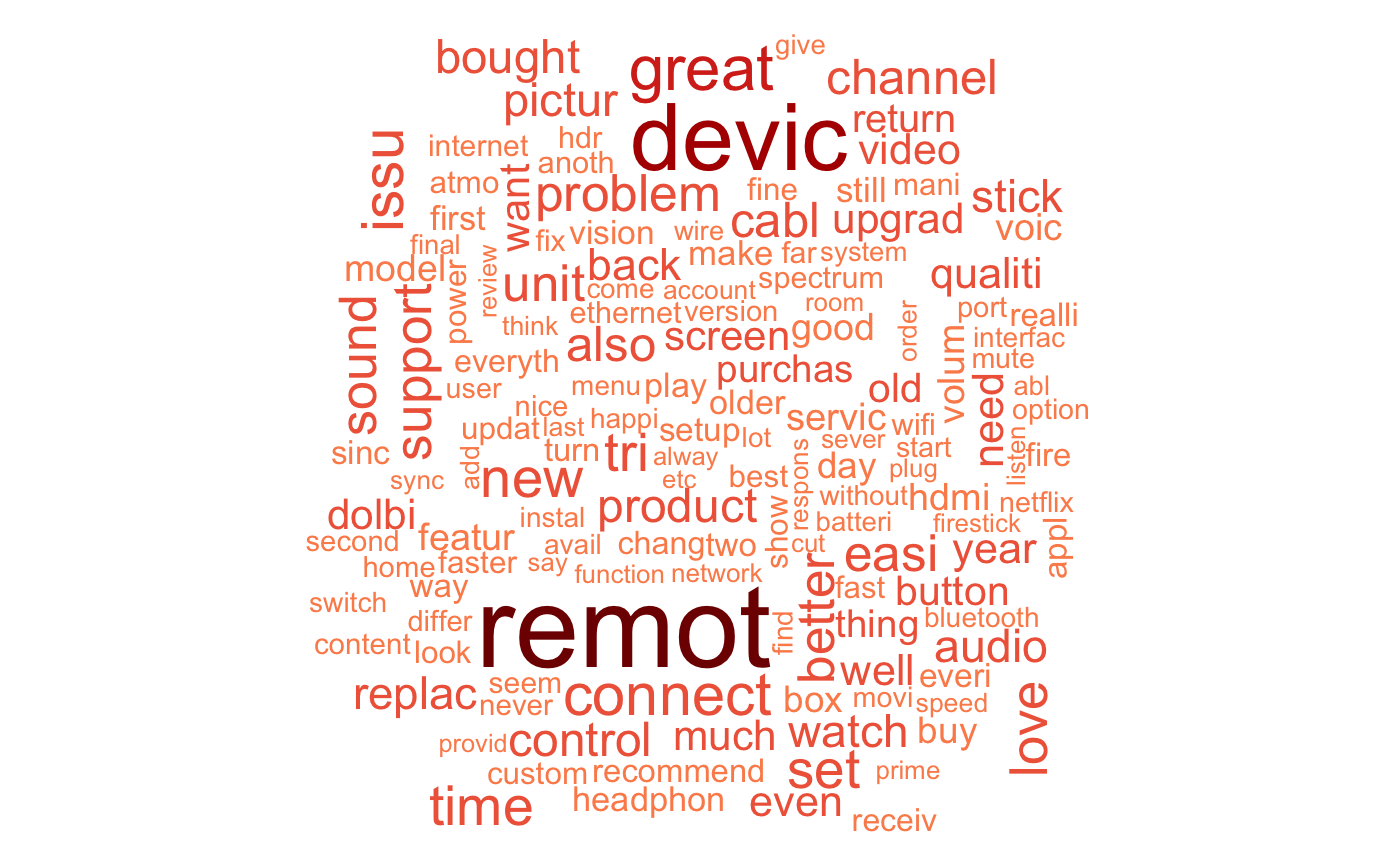 give
bought
great
channel
pictur
devic
return
issu
internet
hdr
video
anoth
atmo
want
problem
fine
still
mani
stick
first
cabl
upgrad
voic
final
fix
vision
wire
model
review
make
far
system
power
unit
back
spectrum
qualiti
come
account
room
sound
support
think
ethernet
version
good
order
port
realli
also
screen
interfac
everyth
purchas
volum
mute
user
menu
play
old
need
abl
nice
older
option
updat
last
happi
setup
lot
servic
wifi
sinc
turn
tri
alway
sever
start
listen
fire
sync
add
new
etc
best
respons
day
plug
dolbi
instal
product
without
hdmi
netflix
second
featur
avail
chang
two
show
batteri
firestick
appl
home
faster
say
function
network
cut
easi
year
way
better
fast
button
switch
differ
remot
find
thing
bluetooth
content
look
well
audio
replac
seem
never
connect
box
movi
everi
speed
love
provid
control
much
watch
buy
custom
recommend
set
prime
time
headphon
even
receiv